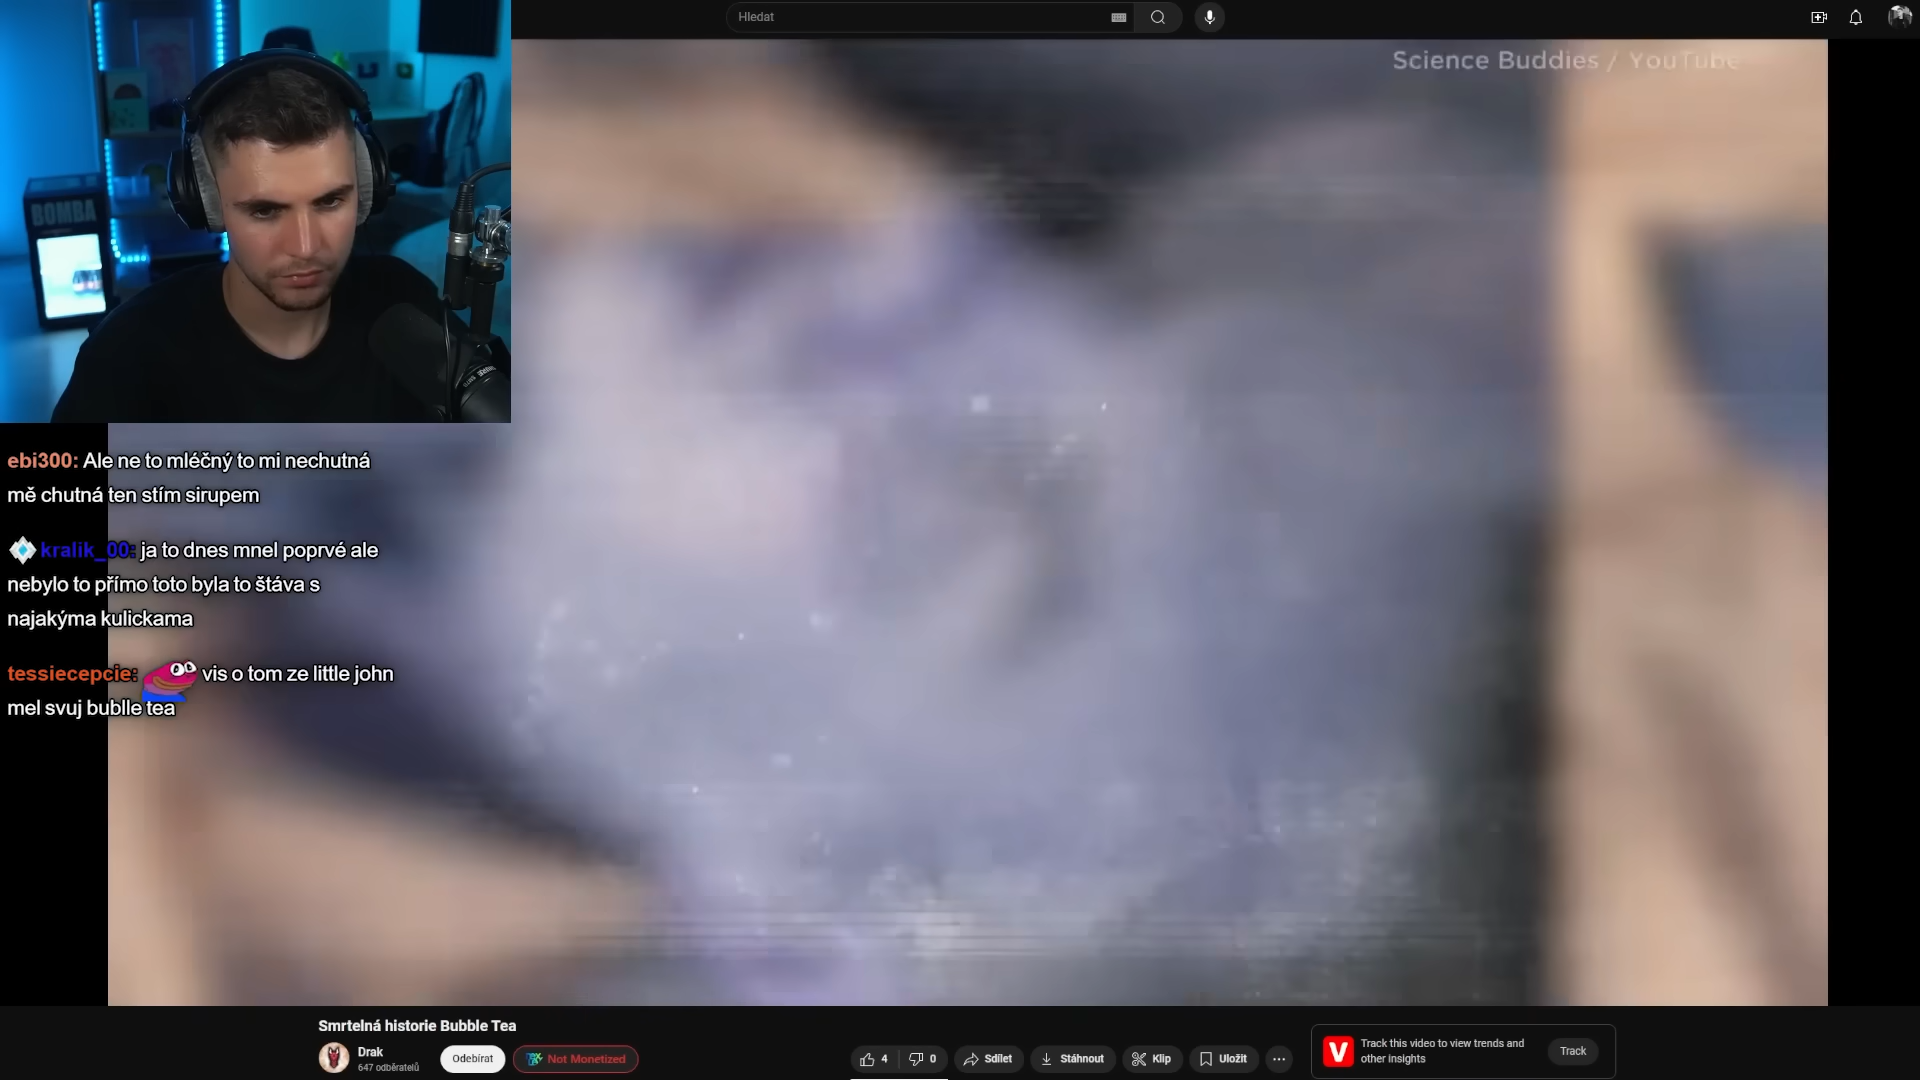 Hledat
Science Buddies / YouTube
BOMBA
ebi300: Ale ne to mléčný to mi nechutná
mě chutná ten stím sirupem
kralik_00: ja to dnes mnel poprvé ale
nebylo to přímo toto byla to štáva s
najakýma kulickama
tessiecepcie: vis o tom ze little john
mel svuj bublle tea
Smrtelná historie Bubble Tea
Drak
647 odběratelů
Odebírat
Not Monetized
4
0
Sdílet
Stáhnout
Klip
Uložit
Track this video to view trends and
other insights
Track